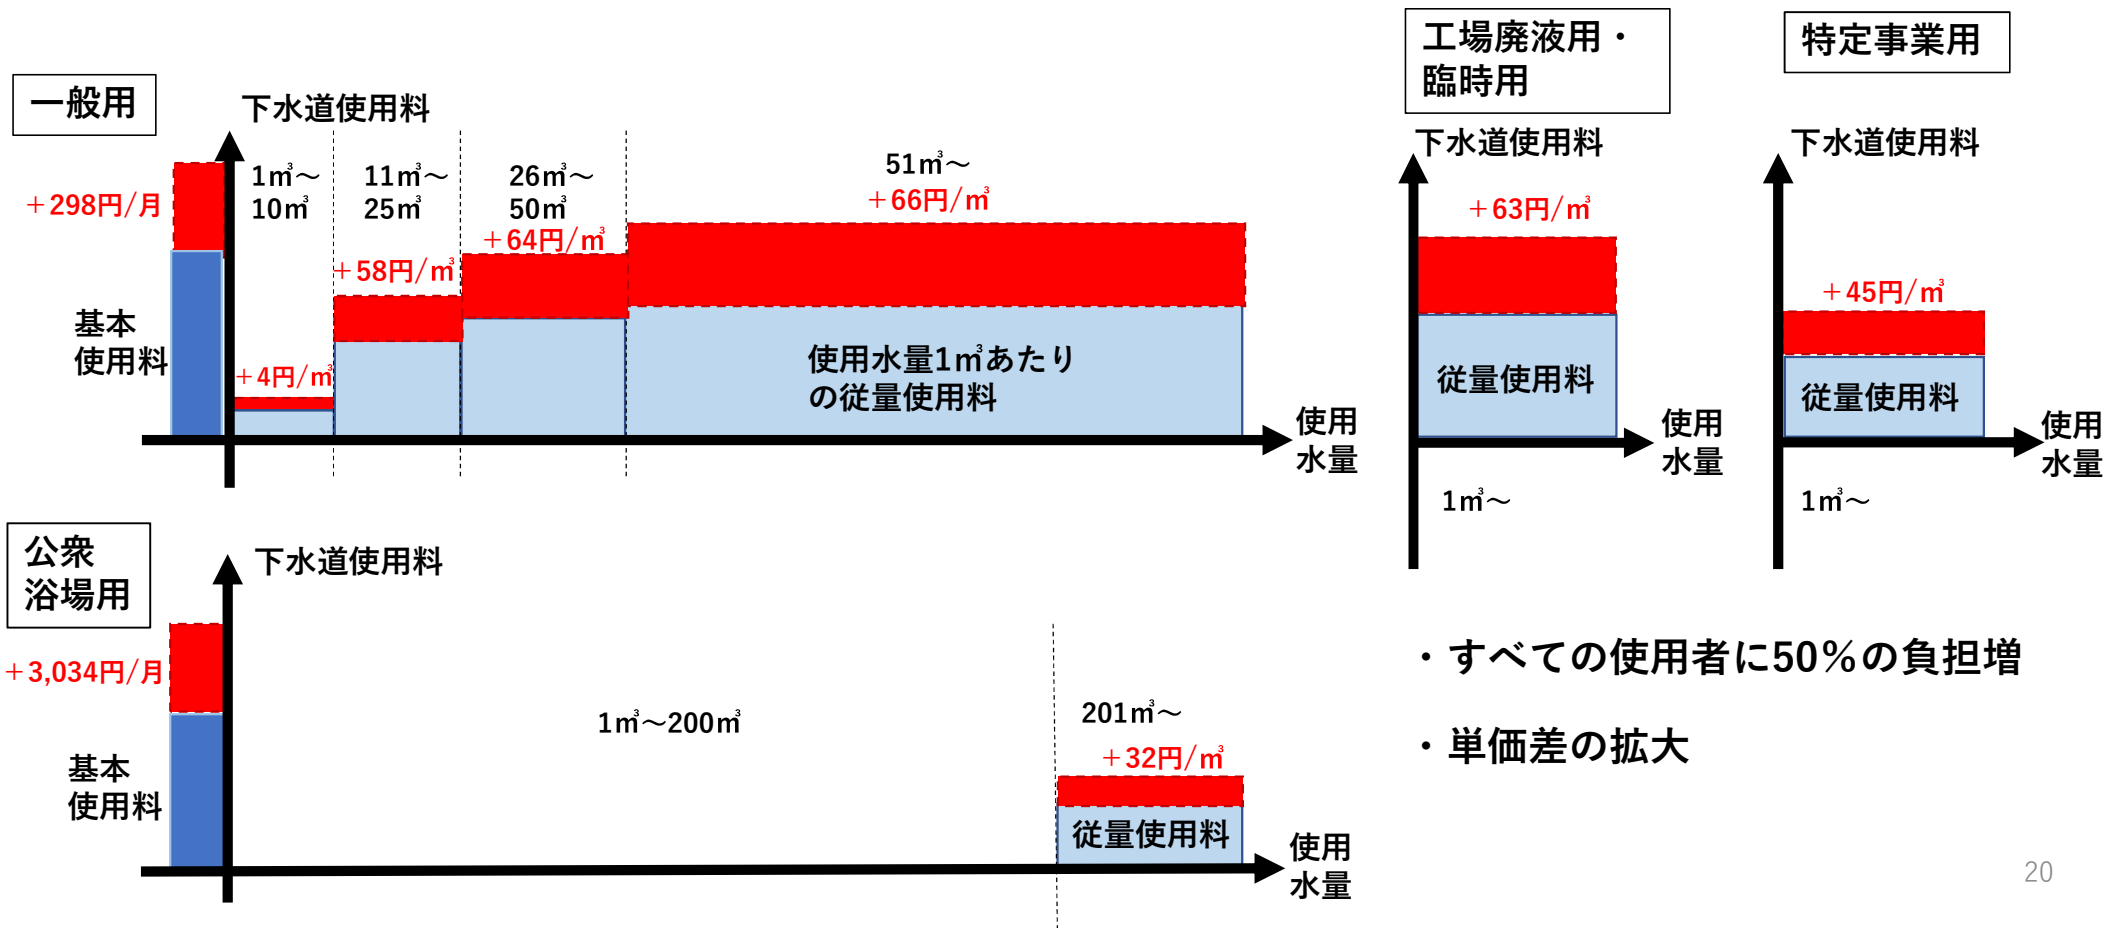 一般用
下水道使用料
+298円/月
基本
使用料
1㎥～
10㎥
+4円/㎥
11㎥～
25㎥
+58円/㎥
26㎥～
50㎥
+64円/㎥
51㎥～
+66円/㎥
使用水量1㎥あたり
の従量使用料
使用
水量
工場廃液用・
臨時用
下水道使用料
+63円/㎥
従量使用料
使用
水量
1㎥～
特定事業用
下水道使用料
+45円/㎥
従量使用料
使用
水量
1㎥～
公衆
浴場用
下水道使用料
+3,034円/月
基本
使用料
1㎥～200㎥
201㎥～
+32円/㎥
従量使用料
使用
水量
・すべての使用者に50％の負担増
・単価差の拡大
20